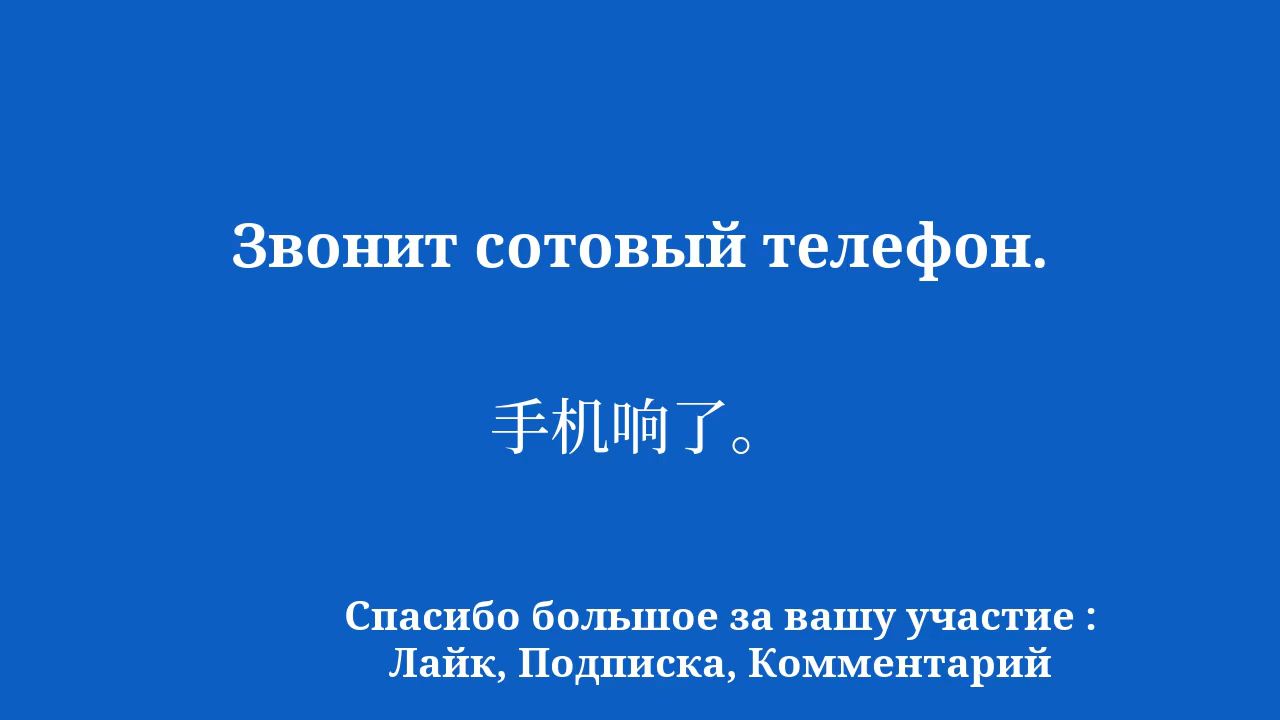 Звонит сотовый телефон.
手机响了。
Спасибо большое за вашу участие :
Лайк, Подписка, Комментарий